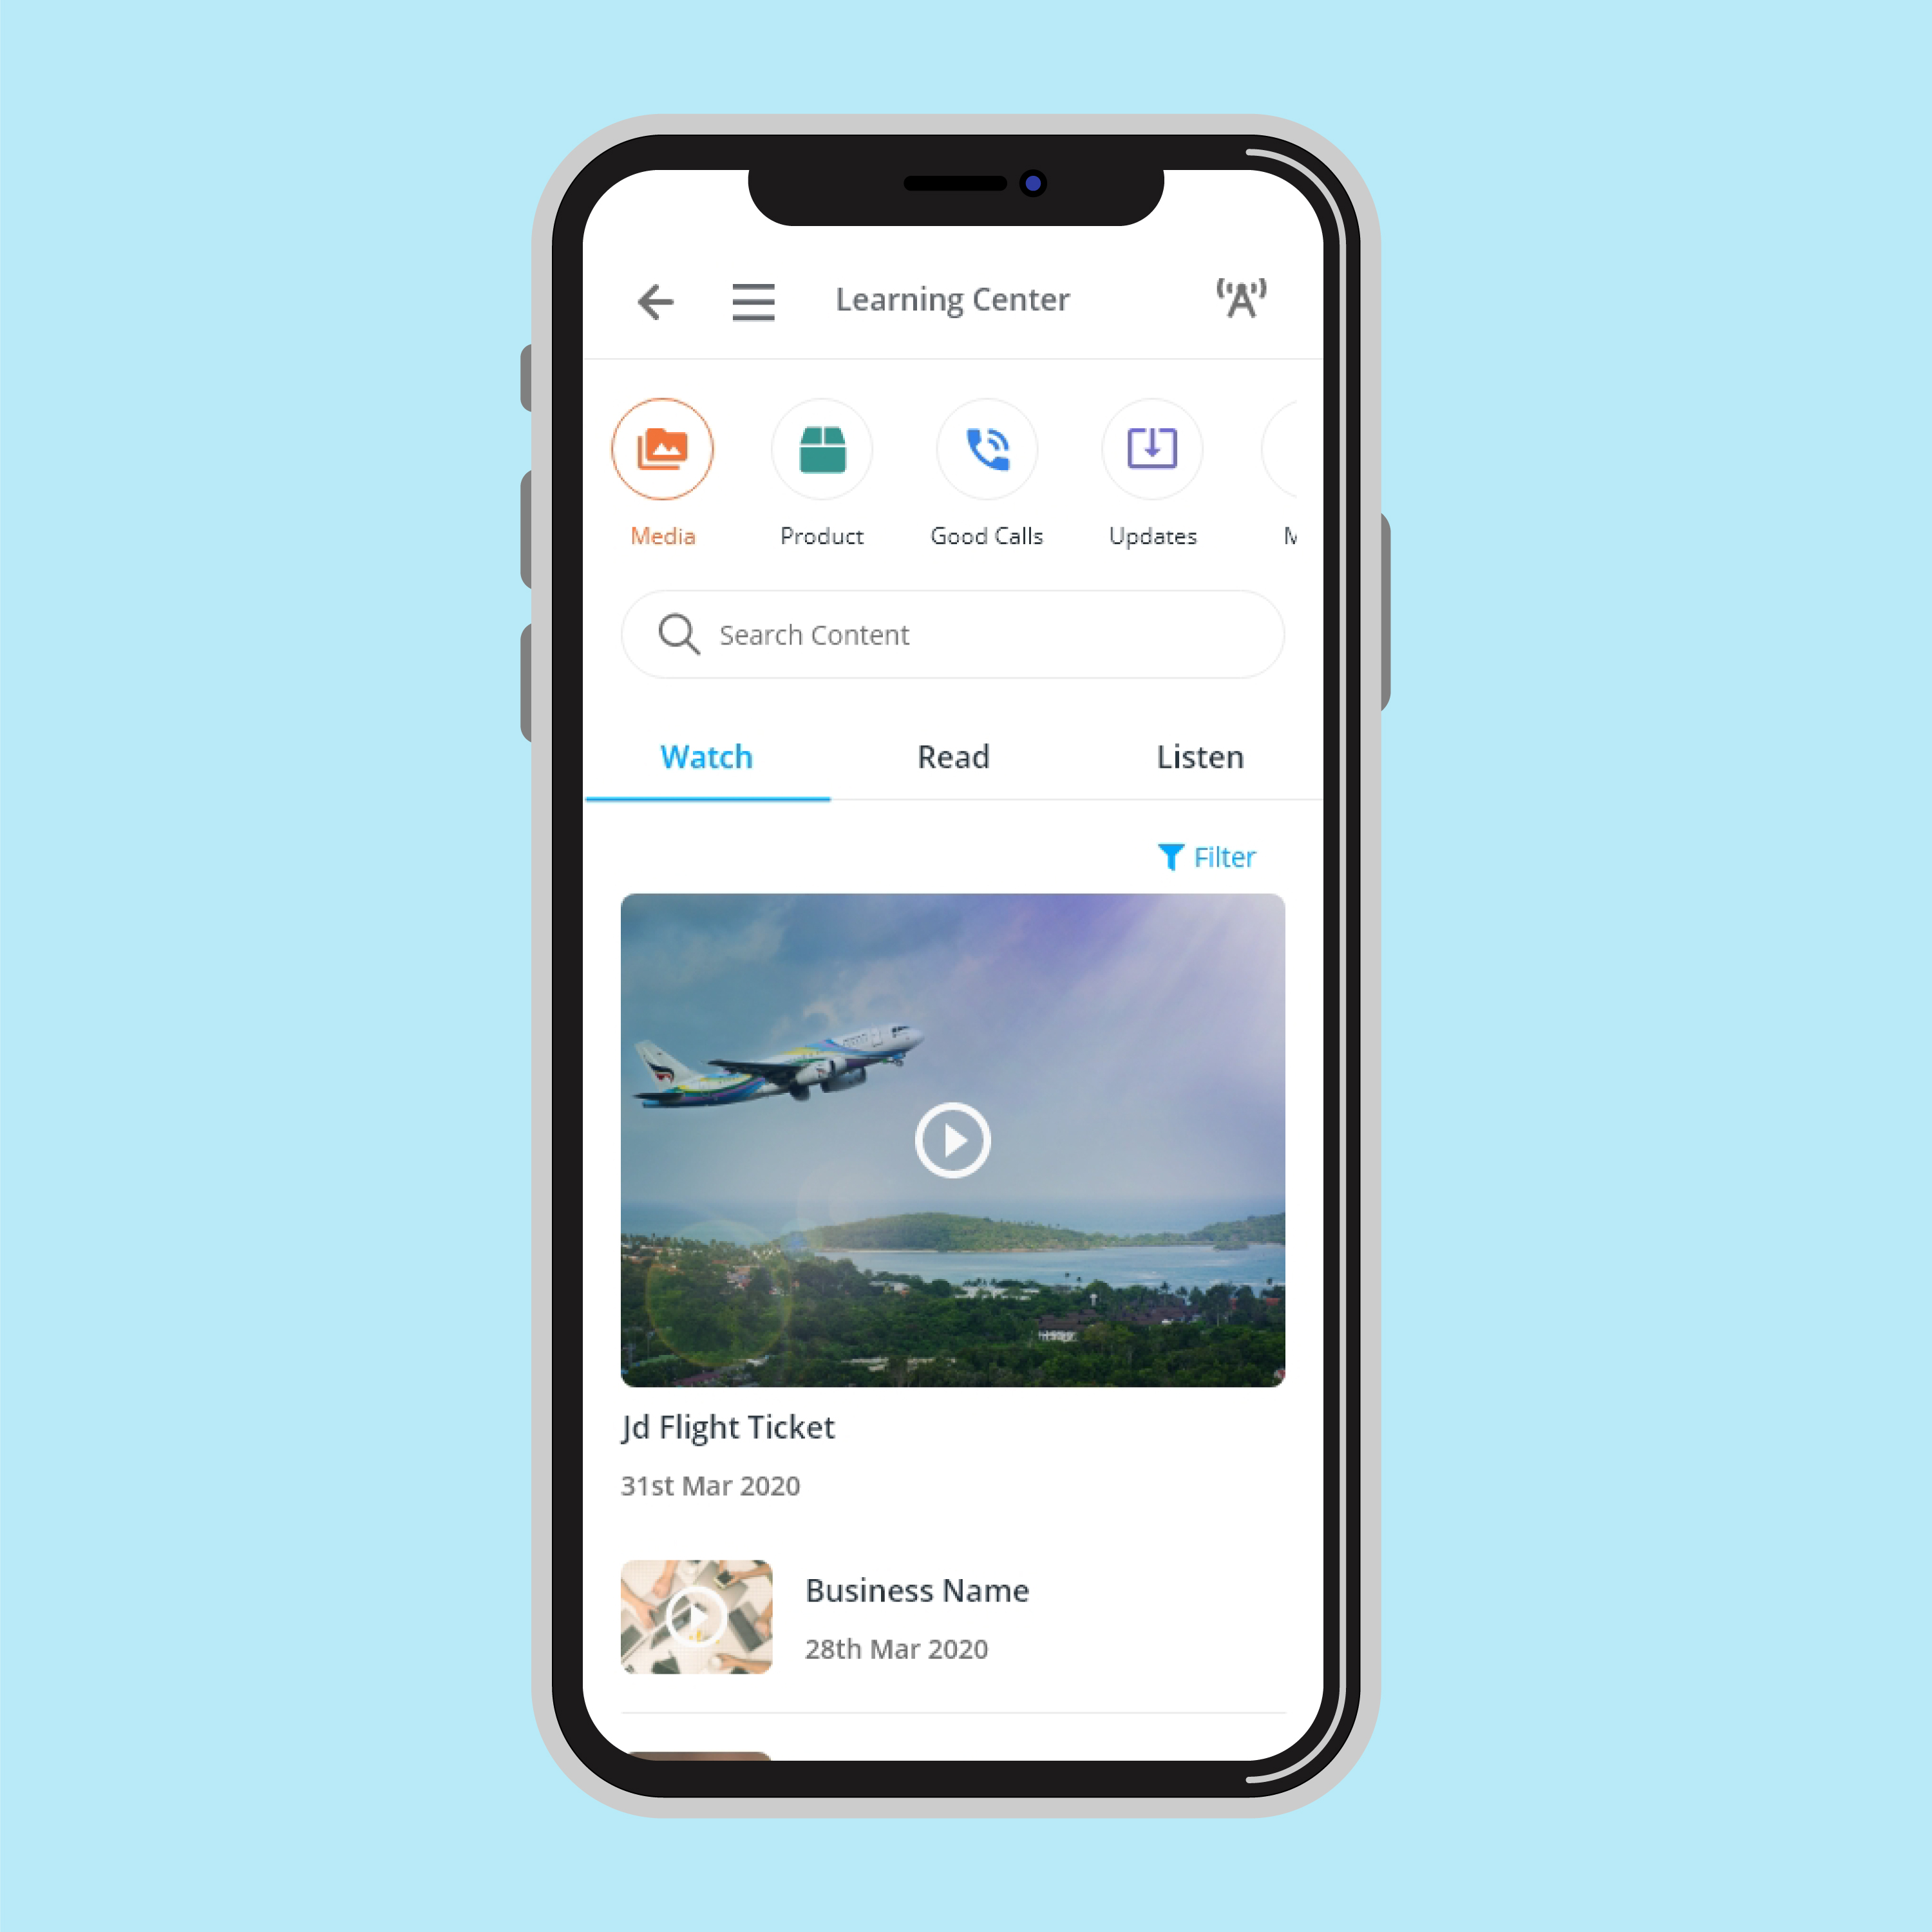 Learning Center
Media Product Good Calls Updates M
Search Content
Watch Read Listen
Filter
Jd Flight Ticket
31st Mar 2020
Business Name
28th Mar 2020